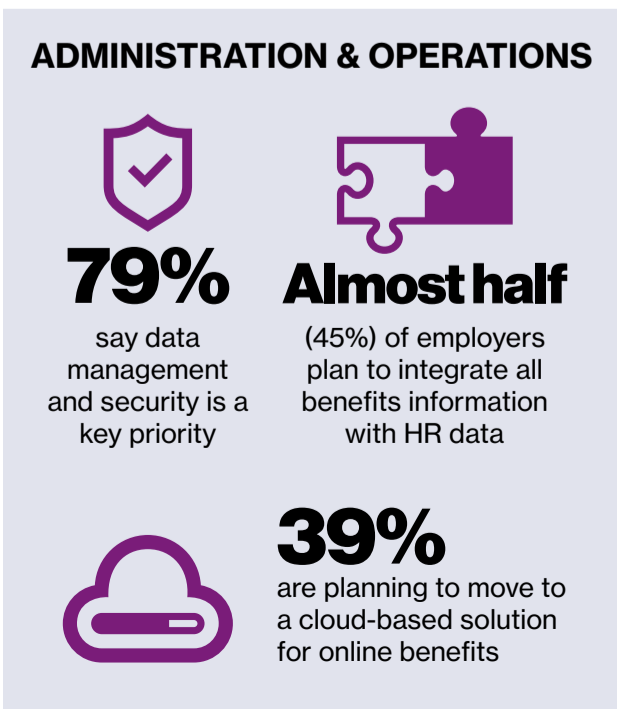 ADMINISTRATION & OPERATIONS
79%
say data
management
and security is a
key priority
Almost half
(45%) of employers
plan to integrate all
benefits information
with HR data
39%
are planning to move to
a cloud-based solution
for online benefits